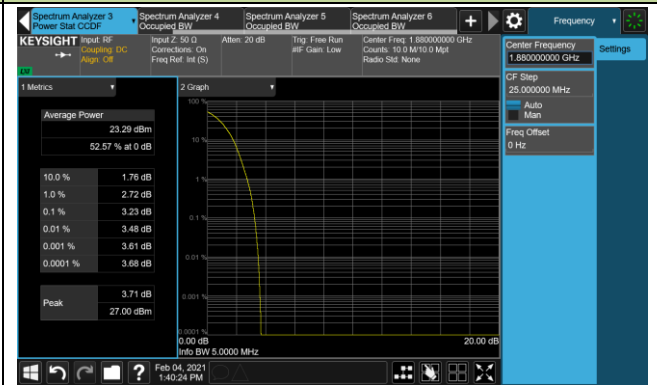 Spectrum Analyzer 3
Power Stat CCDF
Spectrum Analyzer 4
Occupied BW
Spectrum Analyzer 5
Occupied BW
Spectrum Analyzer 6
Occupied BW
+
Frequency
KEYSIGHT
Input: RF
Coupling: DC
Align: Off
Input Z: 50 Ω
Corrections: On
Freq Ref: Int (S)
Atten: 20 dB
Trig: Free Run
#IF Gain: Low
Center Freq: 1.880000000 GHz
Counts: 10.0 M/10.0 Mpt
Radio Std: None
Center Frequency
1.880000000 GHz
Settings
CF Step
25.000000 MHz
Auto
Man
Freq Offset
0 Hz
1 Metrics
2 Graph
Average Power
23.29 dBm
52.57 % at 0 dB
10.0 % 1.76 dB
1.0 % 2.72 dB
0.1 % 3.23 dB
0.01 % 3.48 dB
0.001 % 3.61 dB
0.0001 % 3.68 dB
Peak
3.71 dB
27.00 dBm
100 %
10 %
1 %
0.1 %
0.01 %
0.001 %
0.0001 %
0.00 dB
20.00 dB
Info BW 5.0000 MHz
?
Feb 04, 2021
1:40:24 PM